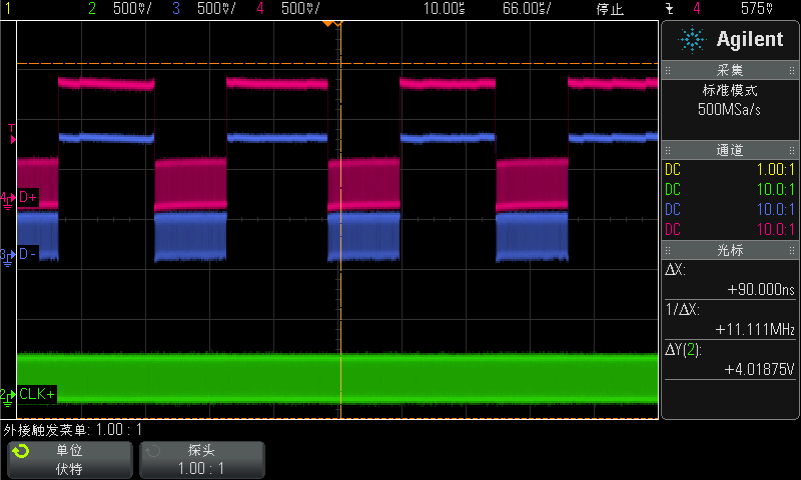 1 2 500mV/ 3 500mV/ 4 500mV/ 10.00s 66.00µs/ 停止 4 575mV
Agilent
采集
标准模式
500MSa/s
通道
DC 1.00:1
DC 10.0:1
DC 10.0:1
DC 10.0:1
光标
ΔX:
+90.000ns
1/ΔX:
+11.111MHz
ΔY(2):
+4.01875V
T
4 D+
3 D-
2 CLK+
外接触发菜单: 1.00 : 1
单位
伏特
探头
1.00 : 1